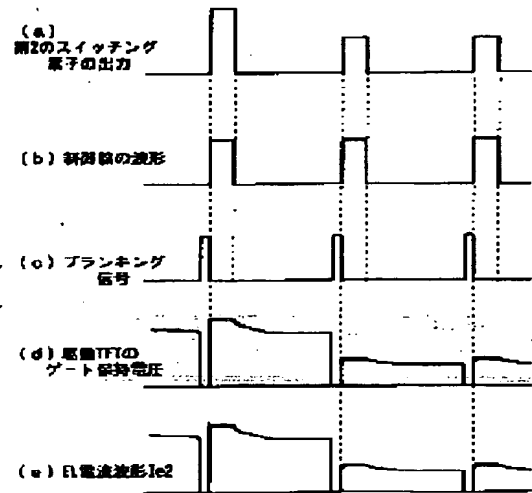 (a)
第2のスイッチング
素子の出力
(b) 制御線の波形
(c) ブランキング
信号
(d) 駆動TFTの
ゲート保持電圧
(e) EL電流波形Ie2